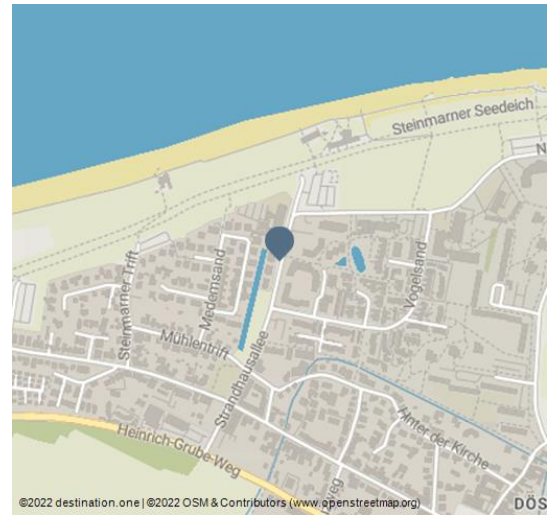 Steinmarner Seedeich
N
Steinmarner Trift
Medemsand
Vogelsand
Mühlentrift
Strandhausallee
Hinter der Kirche
Heinrich-Grube-Weg
weg
DÖS
©2022 destination.one | ©2022 OSM & Contributors (www.openstreetmap.org)